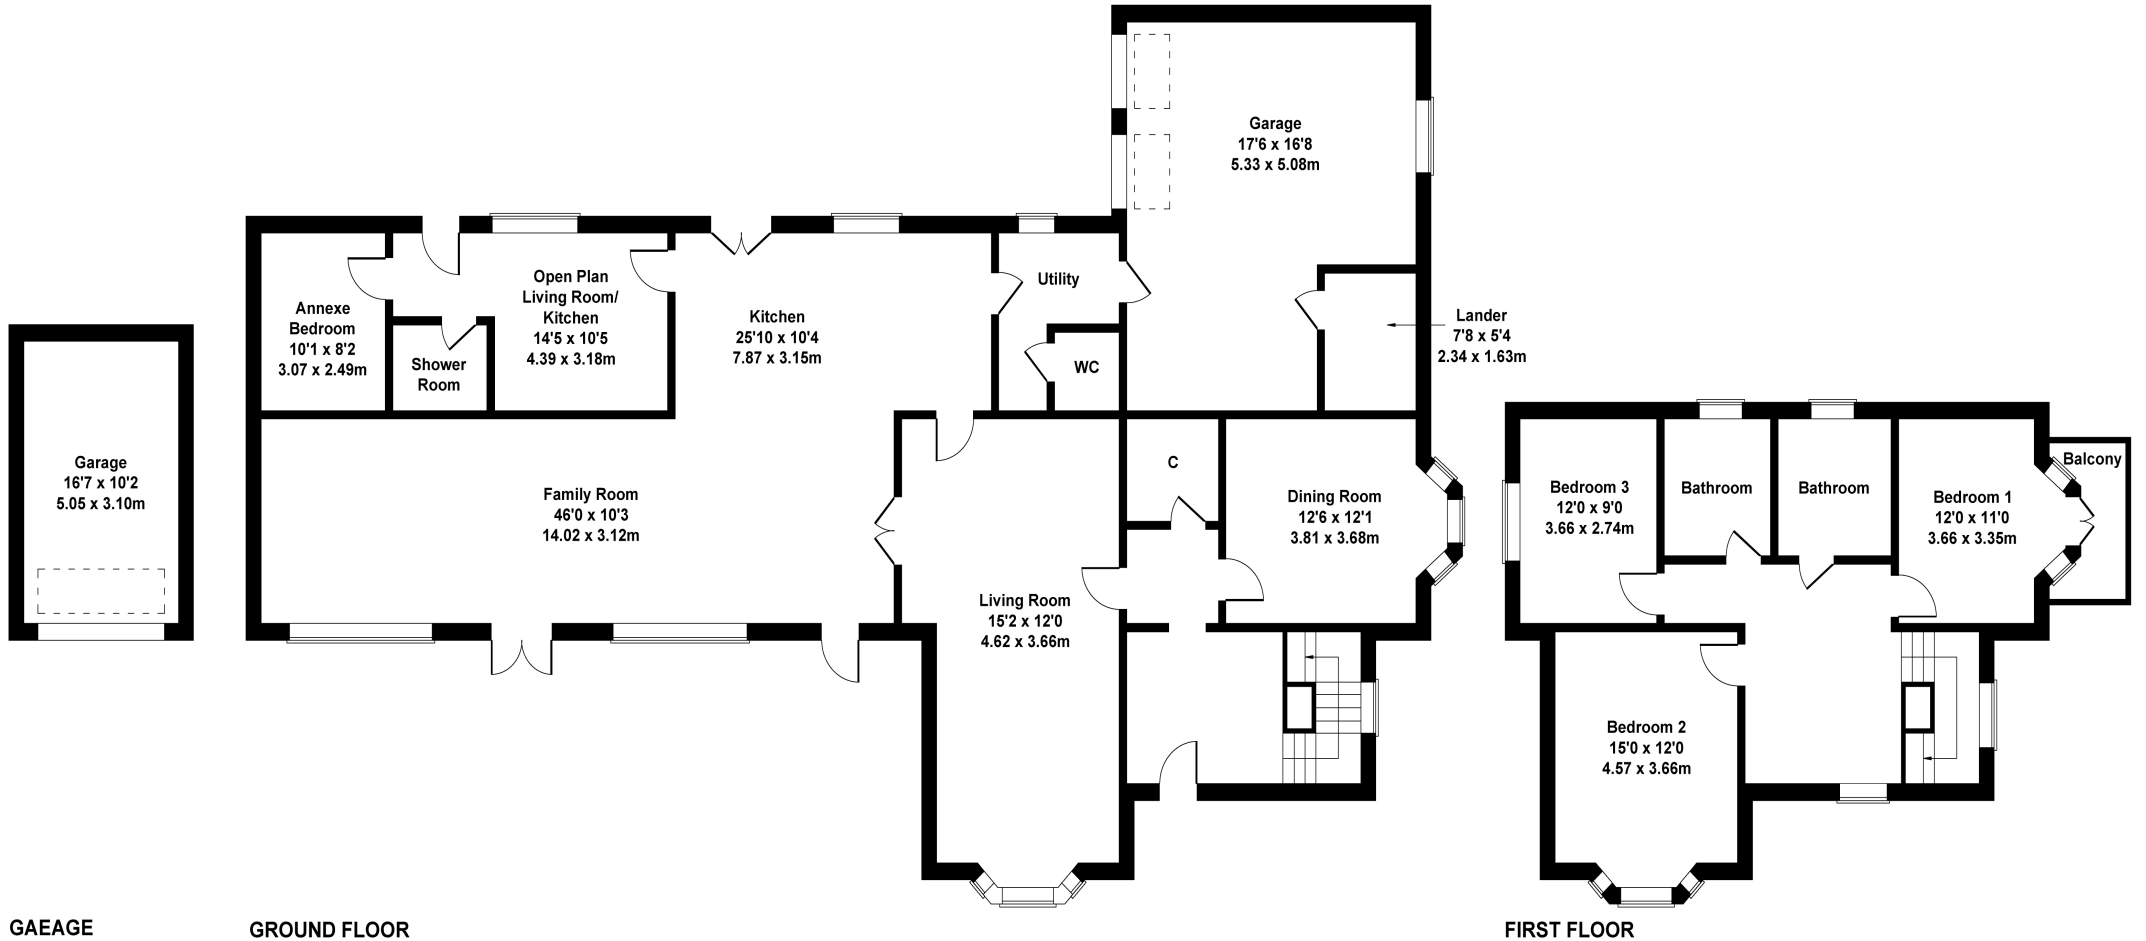 Garage
16'7 x 10'2
5.05 x 3.10m
GAEAGE
Annexe
Bedroom
10'1 x 8'2
3.07 x 2.49m
Shower
Room
Open Plan
Living Room/
Kitchen
14'5 x 10'5
4.39 x 3.18m
Kitchen
25'10 x 10'4
7.87 x 3.15m
Utility
WC
Garage
17'6 x 16'8
5.33 x 5.08m
Lander
7'8 x 5'4
2.34 x 1.63m
Family Room
46'0 x 10'3
14.02 x 3.12m
Living Room
15'2 x 12'0
4.62 x 3.66m
C
Dining Room
12'6 x 12'1
3.81 x 3.68m
GROUND FLOOR
Bedroom 3
12'0 x 9'0
3.66 x 2.74m
Bathroom
Bathroom
Bedroom 1
12'0 x 11'0
3.66 x 3.35m
Balcony
Bedroom 2
15'0 x 12'0
4.57 x 3.66m
FIRST FLOOR